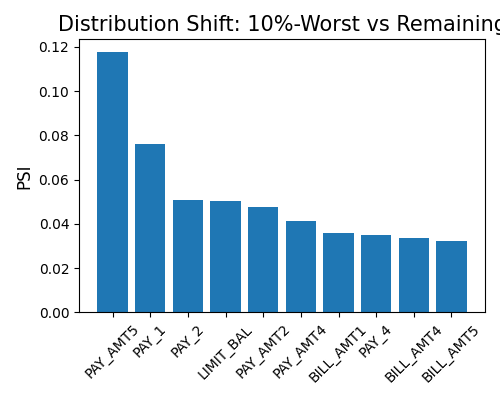 Distribution Shift: 10%-Worst vs Remaining
0.12
0.10
0.08
0.06
0.04
0.02
0.00
PSI
PAY_AMT5
PAY_1
PAY_2
LIMIT_BAL
PAY_AMT2
PAY_AMT4
BILL_AMT1
PAY_4
BILL_AMT4
BILL_AMT5